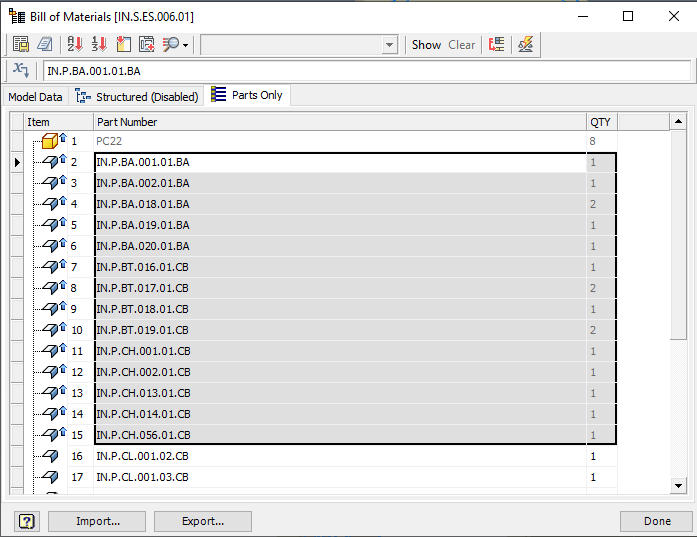 Bill of Materials [IN.S.ES.006.01]
Show Clear
IN.P.BA.001.01.BA
Model Data Structured (Disabled) Parts Only
Item Part Number QTY
1 PC22 8
2 IN.P.BA.001.01.BA 1
3 IN.P.BA.002.01.BA 1
4 IN.P.BA.018.01.BA 2
5 IN.P.BA.019.01.BA 1
6 IN.P.BA.020.01.BA 1
7 IN.P.BT.016.01.CB 1
8 IN.P.BT.017.01.CB 2
9 IN.P.BT.018.01.CB 1
10 IN.P.BT.019.01.CB 2
11 IN.P.CH.001.01.CB 1
12 IN.P.CH.002.01.CB 1
13 IN.P.CH.013.01.CB 1
14 IN.P.CH.014.01.CB 1
15 IN.P.CH.056.01.CB 1
16 IN.P.CL.001.02.CB 1
17 IN.P.CL.001.03.CB 1
Import... Export... Done